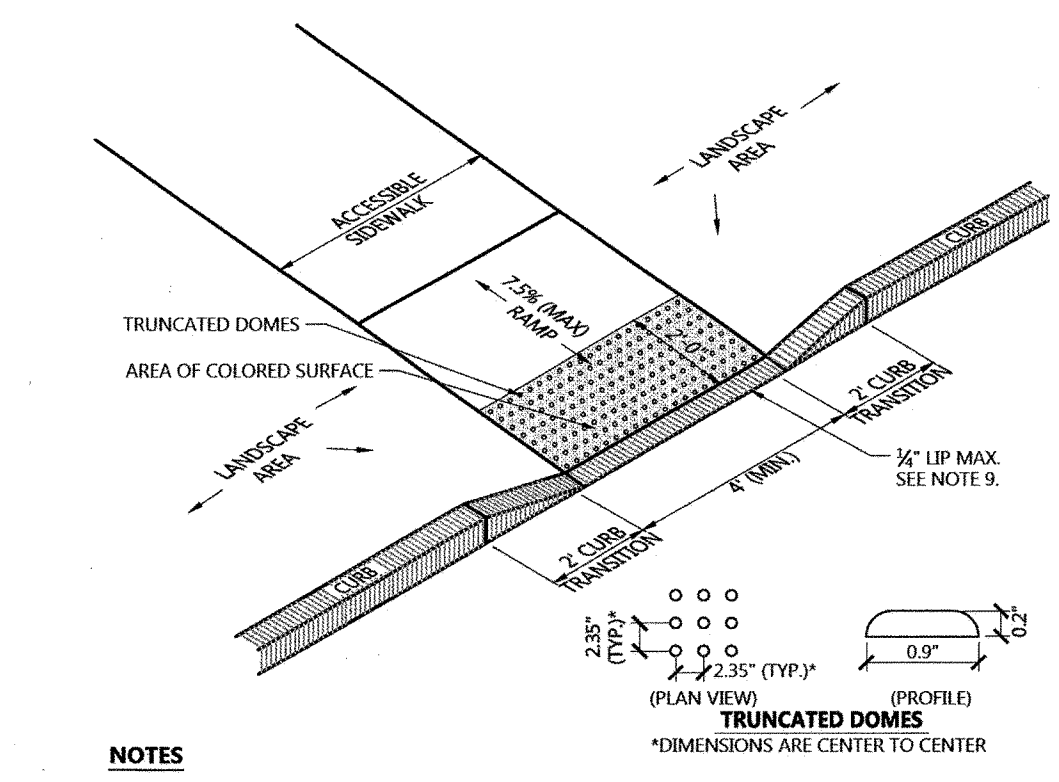 LANDSCAPE
AREA
ACCESSIBLE
SIDEWALK
CURB
7.5% (MAX)
RAMP
2'-0"
TRUNCATED DOMES
AREA OF COLORED SURFACE
2' CURB
TRANSITION
LANDSCAPE
AREA
¼" LIP MAX.
SEE NOTE 9.
4' (MIN.)
2' CURB
TRANSITION
CURB
2.35"
(TYP.)*
2.35" (TYP.)*
0.2"
0.9"
(PLAN VIEW)
(PROFILE)
TRUNCATED DOMES
*DIMENSIONS ARE CENTER TO CENTER
NOTES